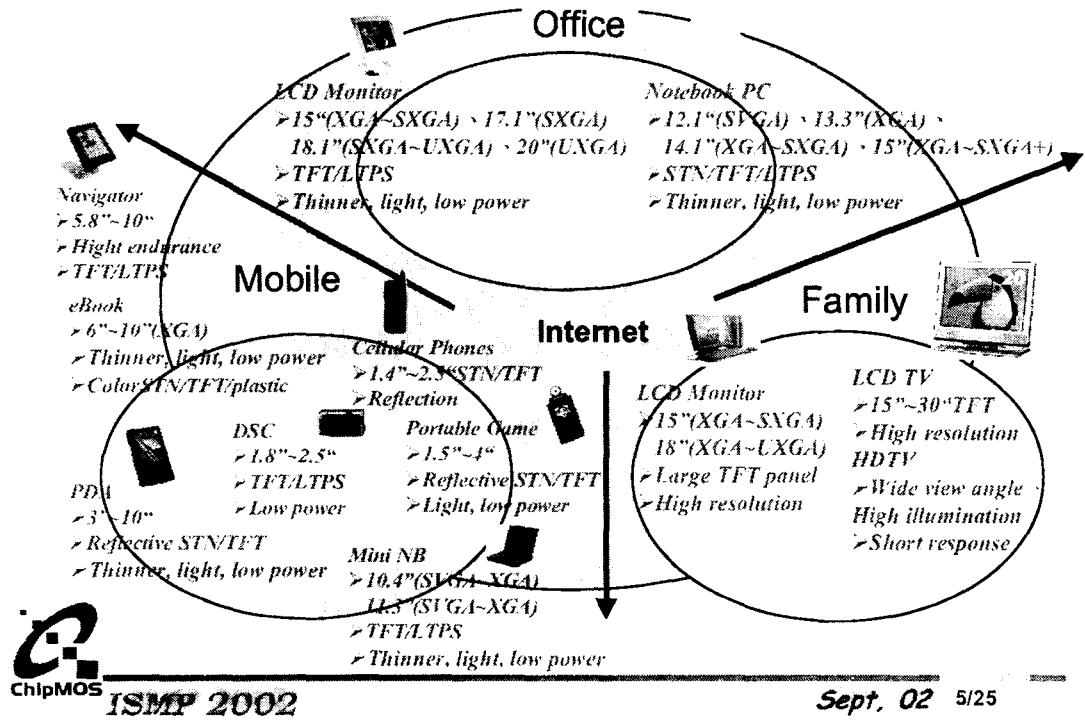 Office
LCD Monitor
➢15“(XGA~SXGA)、17.1”(SXGA)
18.1”(SXGA~UXGA)、20”(UXGA)
➢TFT/LTPS
➢Thinner, light, low power
Notebook PC
➢12.1“(SVGA)、13.3”(XGA)、
14.1”(XGA~SXGA)、15”(XGA~SXGA+)
➢STN/TFT/LTPS
➢Thinner, light, low power
Navigator
➢5.8”~10“
➢Hight endurance
➢TFT/LTPS
Mobile
eBook
➢6”~10”(XGA)
➢Thinner, light, low power
➢ColorSTN/TFT/plastic
Internet
Family
Cellular Phones
➢1.4”~2.3“STN/TFT
➢Reflection
DSC
➢1.8”~2.5“
➢TFT/LTPS
➢Low power
Portable Game
➢1.5”~4“
➢Reflective STN/TFT
➢Light, low power
PDA
➢3”~10“
➢Reflective STN/TFT
➢Thinner, light, low power
Mini NB
➢10.4”(SVGA~XGA)
11.3”(SVGA~XGA)
➢TFT/LTPS
➢Thinner, light, low power
LCD Monitor
➢15”(XGA~SXGA)
18”(XGA~UXGA)
➢Large TFT panel
➢High resolution
LCD TV
➢15”~30“TFT
➢High resolution
HDTV
➢Wide view angle、
High illumination
➢Short response
ChipMOS
ISMP 2002
Sept, 02 5/25